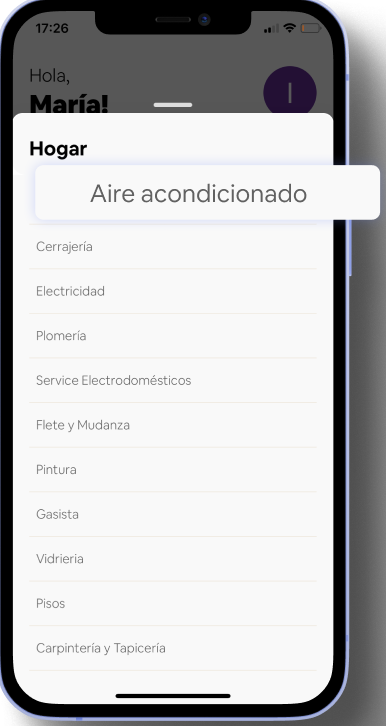 17:26
Hola,
María!
I
Hogar
Aire acondicionado
Cerrajería
Electricidad
Plomería
Service Electrodomésticos
Flete y Mudanza
Pintura
Gasista
Vidrieria
Pisos
Carpintería y Tapicería